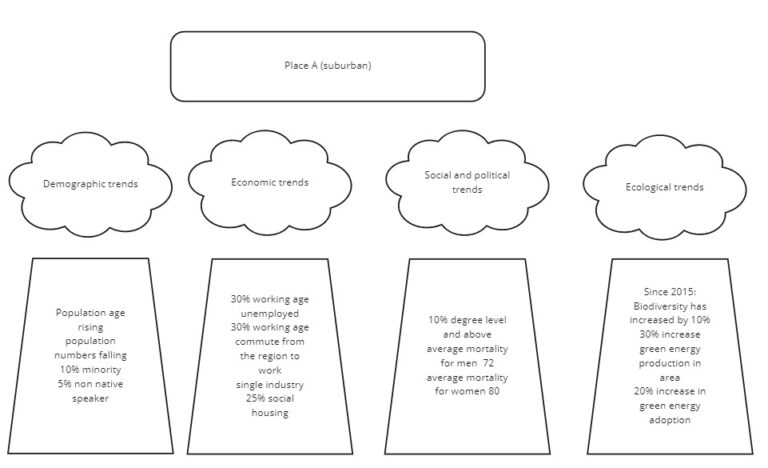 Place A (suburban)
Demographic trends
Economic trends
Social and political
trends
Ecological trends
Population age
rising
population
numbers falling
10% minority
5% non native
speaker
30% working age
unemployed
30% working age
commute from
the region to
work
single industry
25% social
housing
10% degree level
and above
average mortality
for men 72
average mortality
for women 80
Since 2015:
Biodiversity has
increased by 10%
30% increase
green energy
production in
area
20% increase in
green energy
adoption